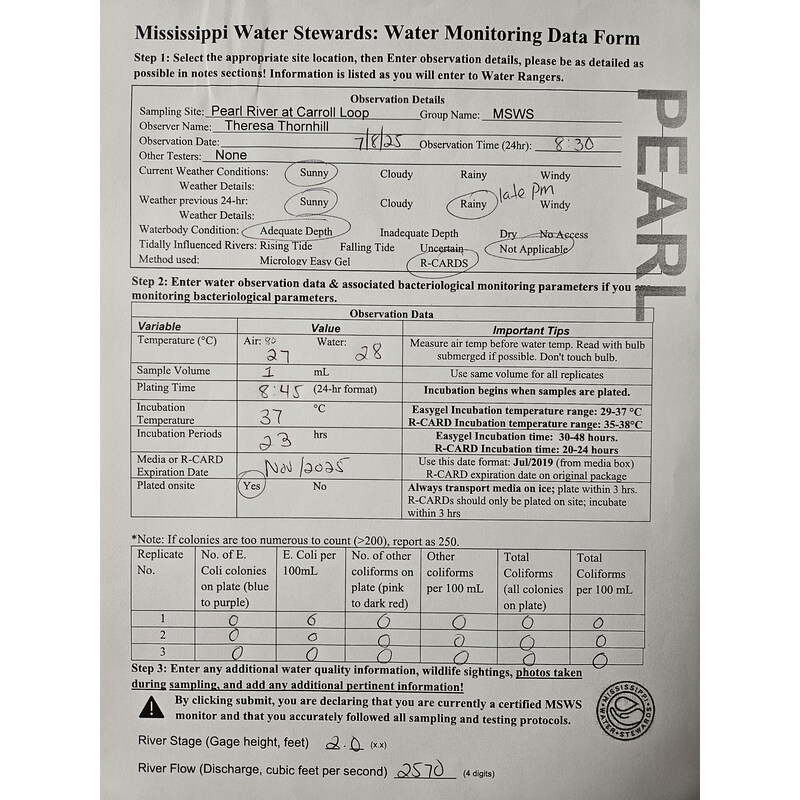 Mississippi Water Stewards: Water Monitoring Data Form
Step 1: Select the appropriate site location, then Enter observation details, please be as detailed as
possible in notes sections! Information is listed as you will enter to Water Rangers.
PEARL
Observation Details
Sampling Site: Pearl River at Carroll Loop Group Name: MSWS
Observer Name: Theresa Thornhill
Observation Date: 7/8/25 Observation Time (24hr): 8:30
Other Testers: None
Current Weather Conditions: Sunny Cloudy Rainy Windy
Weather Details:
late pm
Weather previous 24-hr: Sunny Cloudy Rainy Windy
Weather Details:
Waterbody Condition: Adequate Depth Inadequate Depth Dry No Access
Tidally Influenced Rivers: Rising Tide Falling Tide Uncertain Not Applicable
Method used: Micrology Easy Gel R-CARDS
Step 2: Enter water observation data & associated bacteriological monitoring parameters if you are
monitoring bacteriological parameters.
Observation Data
Variable Value Important Tips
Temperature (°C) Air: 80 27 Water: 28 Measure air temp before water temp. Read with bulb
submerged if possible. Don't touch bulb.
Sample Volume 1 mL Use same volume for all replicates
Plating Time 8:45 (24-hr format) Incubation begins when samples are plated.
Incubation
Temperature 37 °C Easygel Incubation temperature range: 29-37 °C
R-CARD Incubation temperature range: 35-38°C
Incubation Periods 23 hrs Easygel Incubation time: 30-48 hours.
R-CARD Incubation time: 20-24 hours
Media or R-CARD
Expiration Date Nov/2025 Use this date format: Jul/2019 (from media box)
R-CARD expiration date on original package
Plated onsite Yes No Always transport media on ice; plate within 3 hrs.
R-CARDs should only be plated on site; incubate
within 3 hrs
*Note: If colonies are too numerous to count (>200), report as 250.
Replicate No. No. of E. Coli colonies on plate (blue to purple) E. Coli per 100mL No. of other coliforms on plate (pink to dark red) Other coliforms per 100 mL Total Coliforms (all colonies on plate) Total Coliforms per 100 mL
1 0 0 0 0 0 0
2 0 0 0 0 0 0
3 0 0 0 0 0 0
Step 3: Enter any additional water quality information, wildlife sightings, photos taken
during sampling, and add any additional pertinent information!
By clicking submit, you are declaring that you are currently a certified MSWS
monitor and that you accurately followed all sampling and testing protocols.
MISSISSIPPI WATER STEWARDS
River Stage (Gage height, feet) 2.0 (x.x)
River Flow (Discharge, cubic feet per second) 2570 (4 digits)